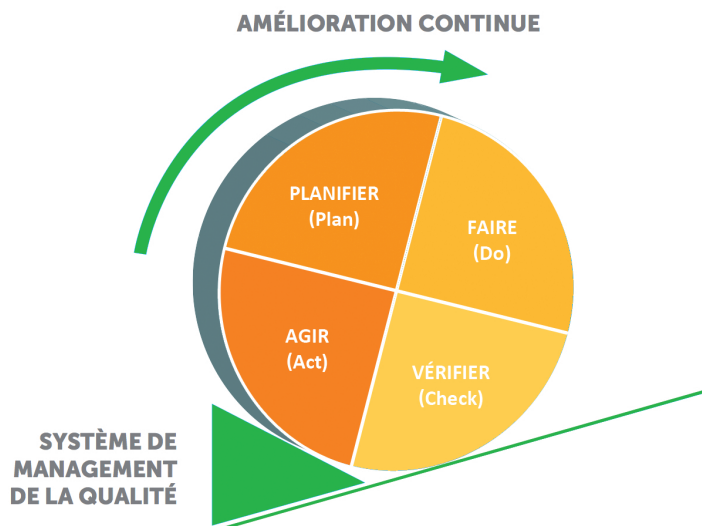 AMÉLIORATION CONTINUE
PLANIFIER
(Plan)
FAIRE
(Do)
AGIR
(Act)
VÉRIFIER
(Check)
SYSTÈME DE
MANAGEMENT
DE LA QUALITÉ